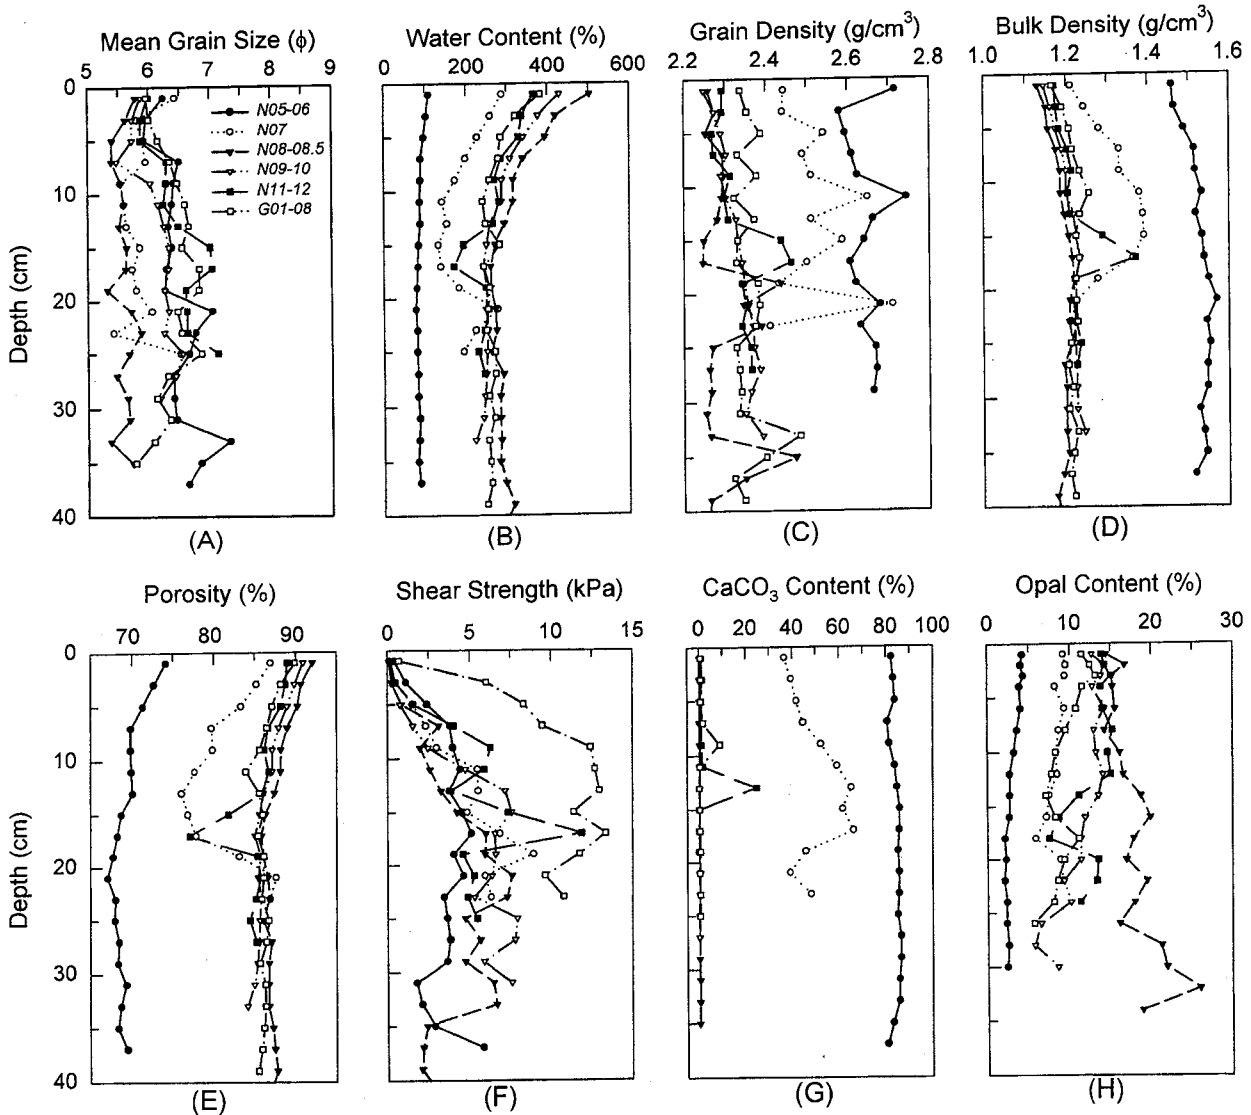 Mean Grain Size (ϕ)
5 6 7 8 9
Water Content (%)
0 200 400 600
Grain Density (g/cm³)
2.2 2.4 2.6 2.8
Bulk Density (g/cm³)
1.0 1.2 1.4 1.6
0
10
20
30
40
Depth (cm)
N05-06
N07
N08-08.5
N09-10
N11-12
G01-08
(A)
(B)
(C)
(D)
Porosity (%)
70 80 90
Shear Strength (kPa)
0 5 10 15
CaCO₃ Content (%)
0 20 40 60 80 100
Opal Content (%)
0 10 20 30
0
10
20
30
40
Depth (cm)
(E)
(F)
(G)
(H)